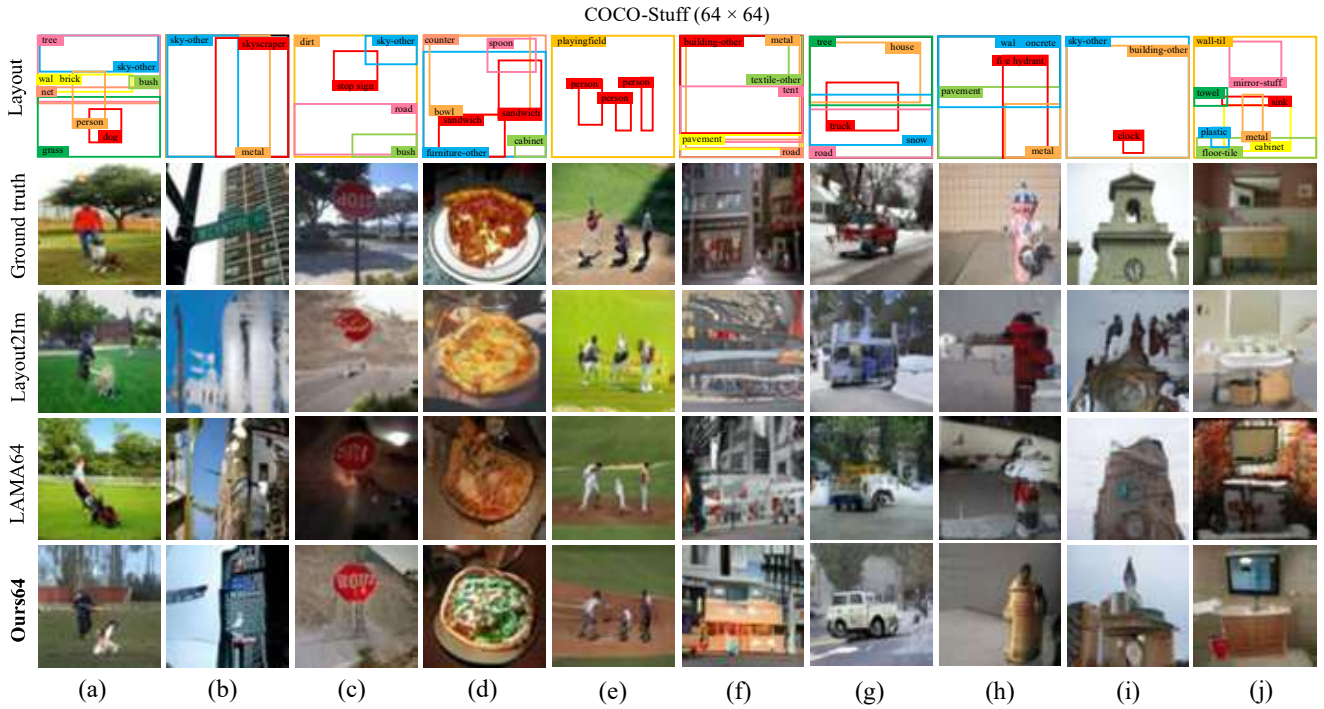 COCO-Stuff (64 × 64)
Layout
tree
sky-other
wal brick
bush
net
person
dog
grass
sky-other
skyscraper
metal
dirt
sky-other
stop sign
road
bush
counter
spoon
bowl
sandwich
sandwich
cabinet
furniture-other
playingfield
person
person
person
building-other
metal
textile-other
tent
pavement
road
tree
house
truck
snow
road
wal oncrete
fire hydrant
pavement
metal
sky-other
building-other
clock
wall-til
mirror-stuff
towel
sink
plastic
metal
cabinet
floor-tile
Ground truth
Layout2Im
LAMA64
Ours64
(a) (b) (c) (d) (e) (f) (g) (h) (i) (j)